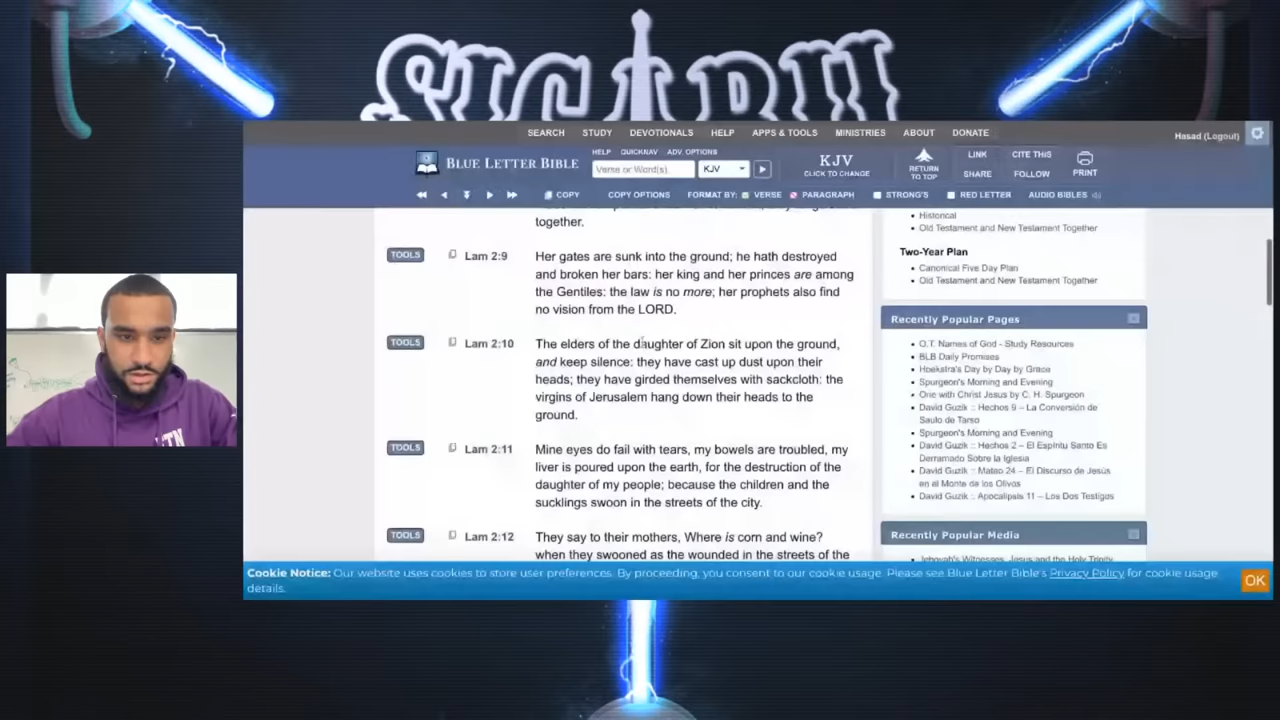 SICARII
SEARCH STUDY DEVOTIONALS HELP APPS & TOOLS MINISTRIES ABOUT DONATE
Hasad (Logout)
BLUE LETTER BIBLE
HELP QUICKNAV ADV. OPTIONS
Verse or Word(s)
KJV
KJV
CLICK TO CHANGE
RETURN
TO TOP
LINK
CITE THIS
SHARE
FOLLOW
PRINT
COPY COPY OPTIONS FORMAT BY: VERSE PARAGRAPH STRONG'S RED LETTER AUDIO BIBLES
together.
TOOLS Lam 2:9 Her gates are sunk into the ground; he hath destroyed
and broken her bars: her king and her princes are among
the Gentiles: the law is no more; her prophets also find
no vision from the LORD.
TOOLS Lam 2:10 The elders of the daughter of Zion sit upon the ground,
and keep silence: they have cast up dust upon their
heads; they have girded themselves with sackcloth: the
virgins of Jerusalem hang down their heads to the
ground.
TOOLS Lam 2:11 Mine eyes do fail with tears, my bowels are troubled, my
liver is poured upon the earth, for the destruction of the
daughter of my people; because the children and the
sucklings swoon in the streets of the city.
TOOLS Lam 2:12 They say to their mothers, Where is corn and wine?
when they swooned as the wounded in the streets of the
Historical
Old Testament and New Testament Together
Two-Year Plan
Canonical Five Day Plan
Old Testament and New Testament Together
Recently Popular Pages
O.T. Names of God - Study Resources
BLB Daily Promises
Hoekstra's Day by Day by Grace
Spurgeon's Morning and Evening
One with Christ Jesus by C. H. Spurgeon
David Guzik :: Hechos 9 – La Conversión de
Saulo de Tarso
Spurgeon's Morning and Evening
David Guzik :: Hechos 2 – El Espíritu Santo Es
Derramado Sobre la Iglesia
David Guzik :: Mateo 24 – El Discurso de Jesús
en el Monte de los Olivos
David Guzik :: Apocalipsis 11 – Los Dos Testigos
Recently Popular Media
Jehovah's Witnesses, Jesus and the Holy Trinity
Cookie Notice: Our website uses cookies to store user preferences. By proceeding, you consent to our cookie usage. Please see Blue Letter Bible's Privacy Policy for cookie usage
details.
OK